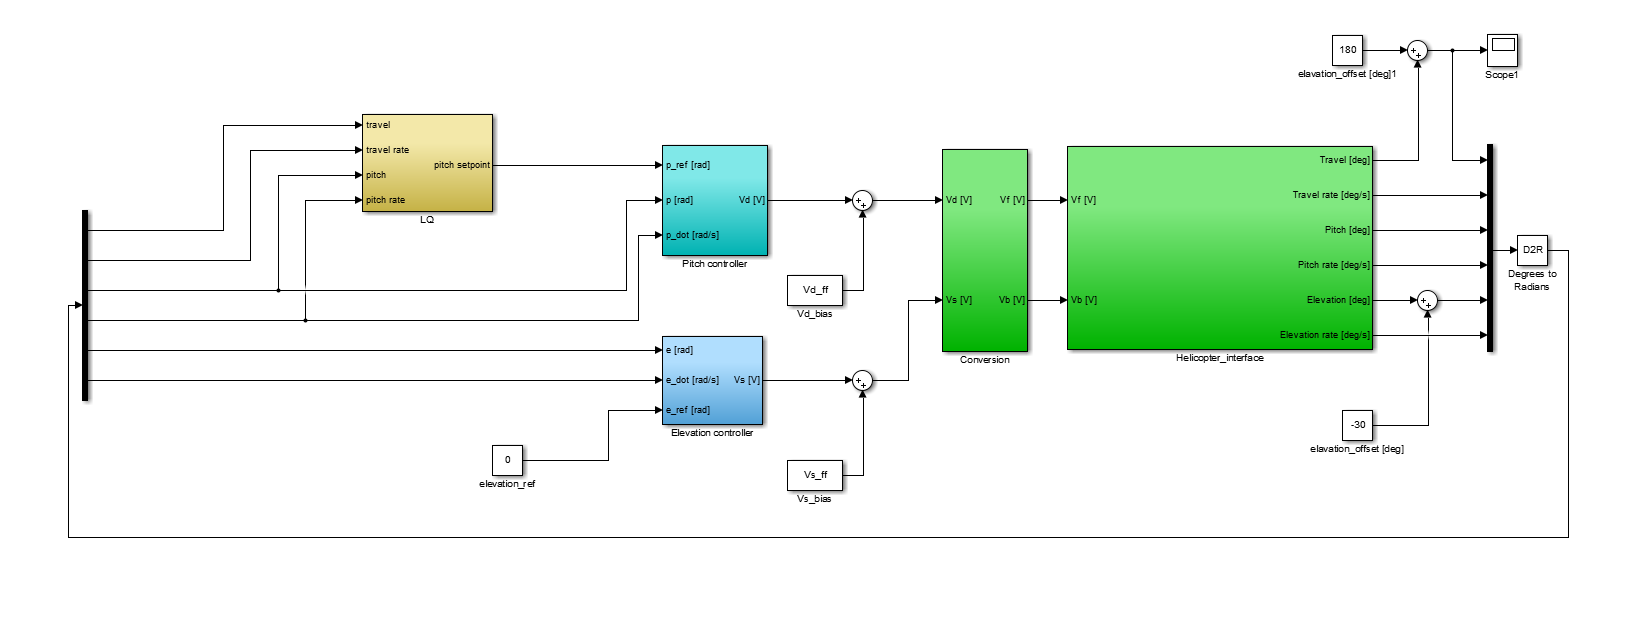 180
elavation_offset [deg]1
Scope1
travel
travel rate
pitch
pitch rate
pitch setpoint
LQ
p_ref [rad]
p [rad]
p_dot [rad/s]
Vd [V]
Pitch controller
Vd_ff
Vd_bias
e [rad]
e_dot [rad/s]
e_ref [rad]
Vs [V]
Elevation controller
0
elevation_ref
Vs_ff
Vs_bias
Vd [V]
Vs [V]
Vf [V]
Vb [V]
Conversion
Vf [V]
Vb [V]
Travel [deg]
Travel rate [deg/s]
Pitch [deg]
Pitch rate [deg/s]
Elevation [deg]
Elevation rate [deg/s]
Helicopter_interface
D2R
Degrees to
Radians
-30
elavation_offset [deg]